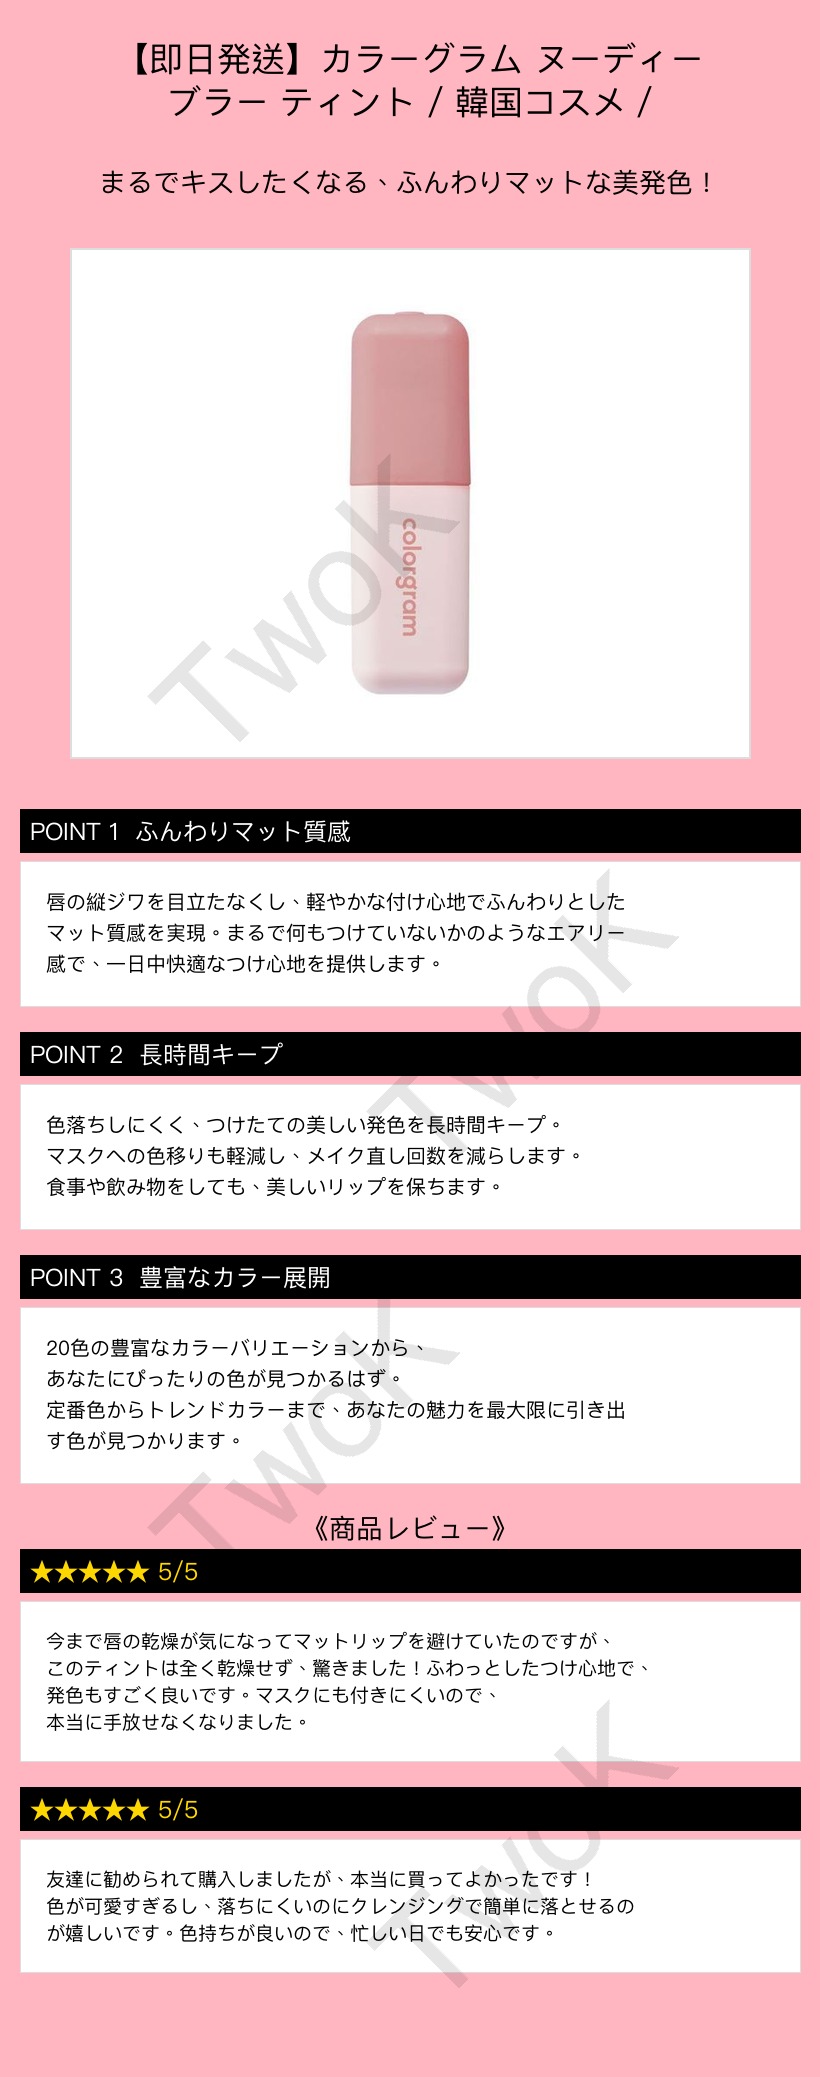 【即日発送】カラーグラム ヌーディー
ブラー ティント / 韓国コスメ /
まるでキスしたくなる、ふんわりマットな美発色！
colorgram
TwoK
POINT 1 ふんわりマット質感
唇の縦ジワを目立たなくし、軽やかな付け心地でふんわりとした
マット質感を実現。まるで何もつけていないかのようなエアリー
感で、一日中快適なつけ心地を提供します。
TwoK
POINT 2 長時間キープ
色落ちしにくく、つけたての美しい発色を長時間キープ。
マスクへの色移りも軽減し、メイク直し回数を減らします。
食事や飲み物をしても、美しいリップを保ちます。
POINT 3 豊富なカラー展開
20色の豊富なカラーバリエーションから、
あなたにぴったりの色が見つかるはず。
定番色からトレンドカラーまで、あなたの魅力を最大限に引き出
す色が見つかります。
TwoK
《商品レビュー》
★★★★★ 5/5
今まで唇の乾燥が気になってマットリップを避けていたのですが、
このティントは全く乾燥せず、驚きました！ふわっとしたつけ心地で、
発色もすごく良いです。マスクにも付きにくいので、
本当に手放せなくなりました。
★★★★★ 5/5
友達に勧められて購入しましたが、本当に買ってよかったです！
色が可愛すぎるし、落ちにくいのにクレンジングで簡単に落とせるの
が嬉しいです。色持ちが良いので、忙しい日でも安心です。
TwoK